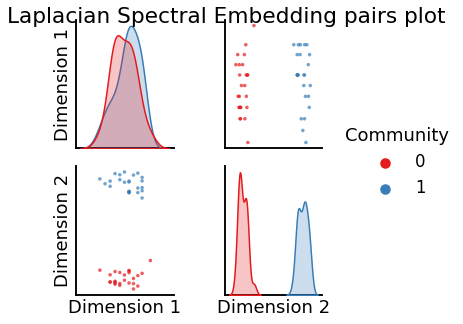 Laplacian Spectral Embedding pairs plot
Dimension 1
Community
0
1
Dimension 2
Dimension 1
Dimension 2